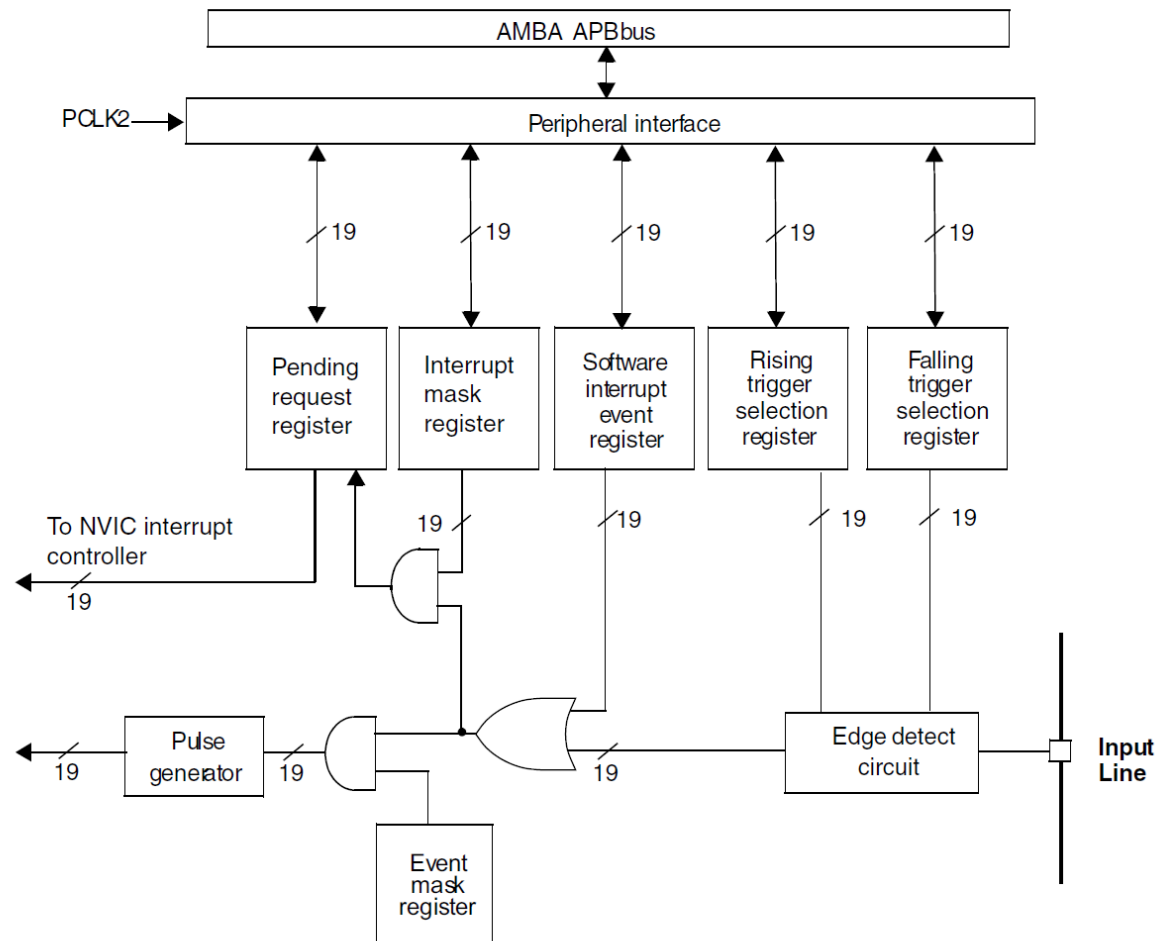 AMBA APB bus
PCLK2
Peripheral interface
19
19
19
19
19
Pending
request
register
Interrupt
mask
register
Software
interrupt
event
register
Rising
trigger
selection
register
Falling
trigger
selection
register
To NVIC interrupt
controller
19
19
19
19
19
Pulse
generator
19
19
19
Edge detect
circuit
Input
Line
Event
mask
register